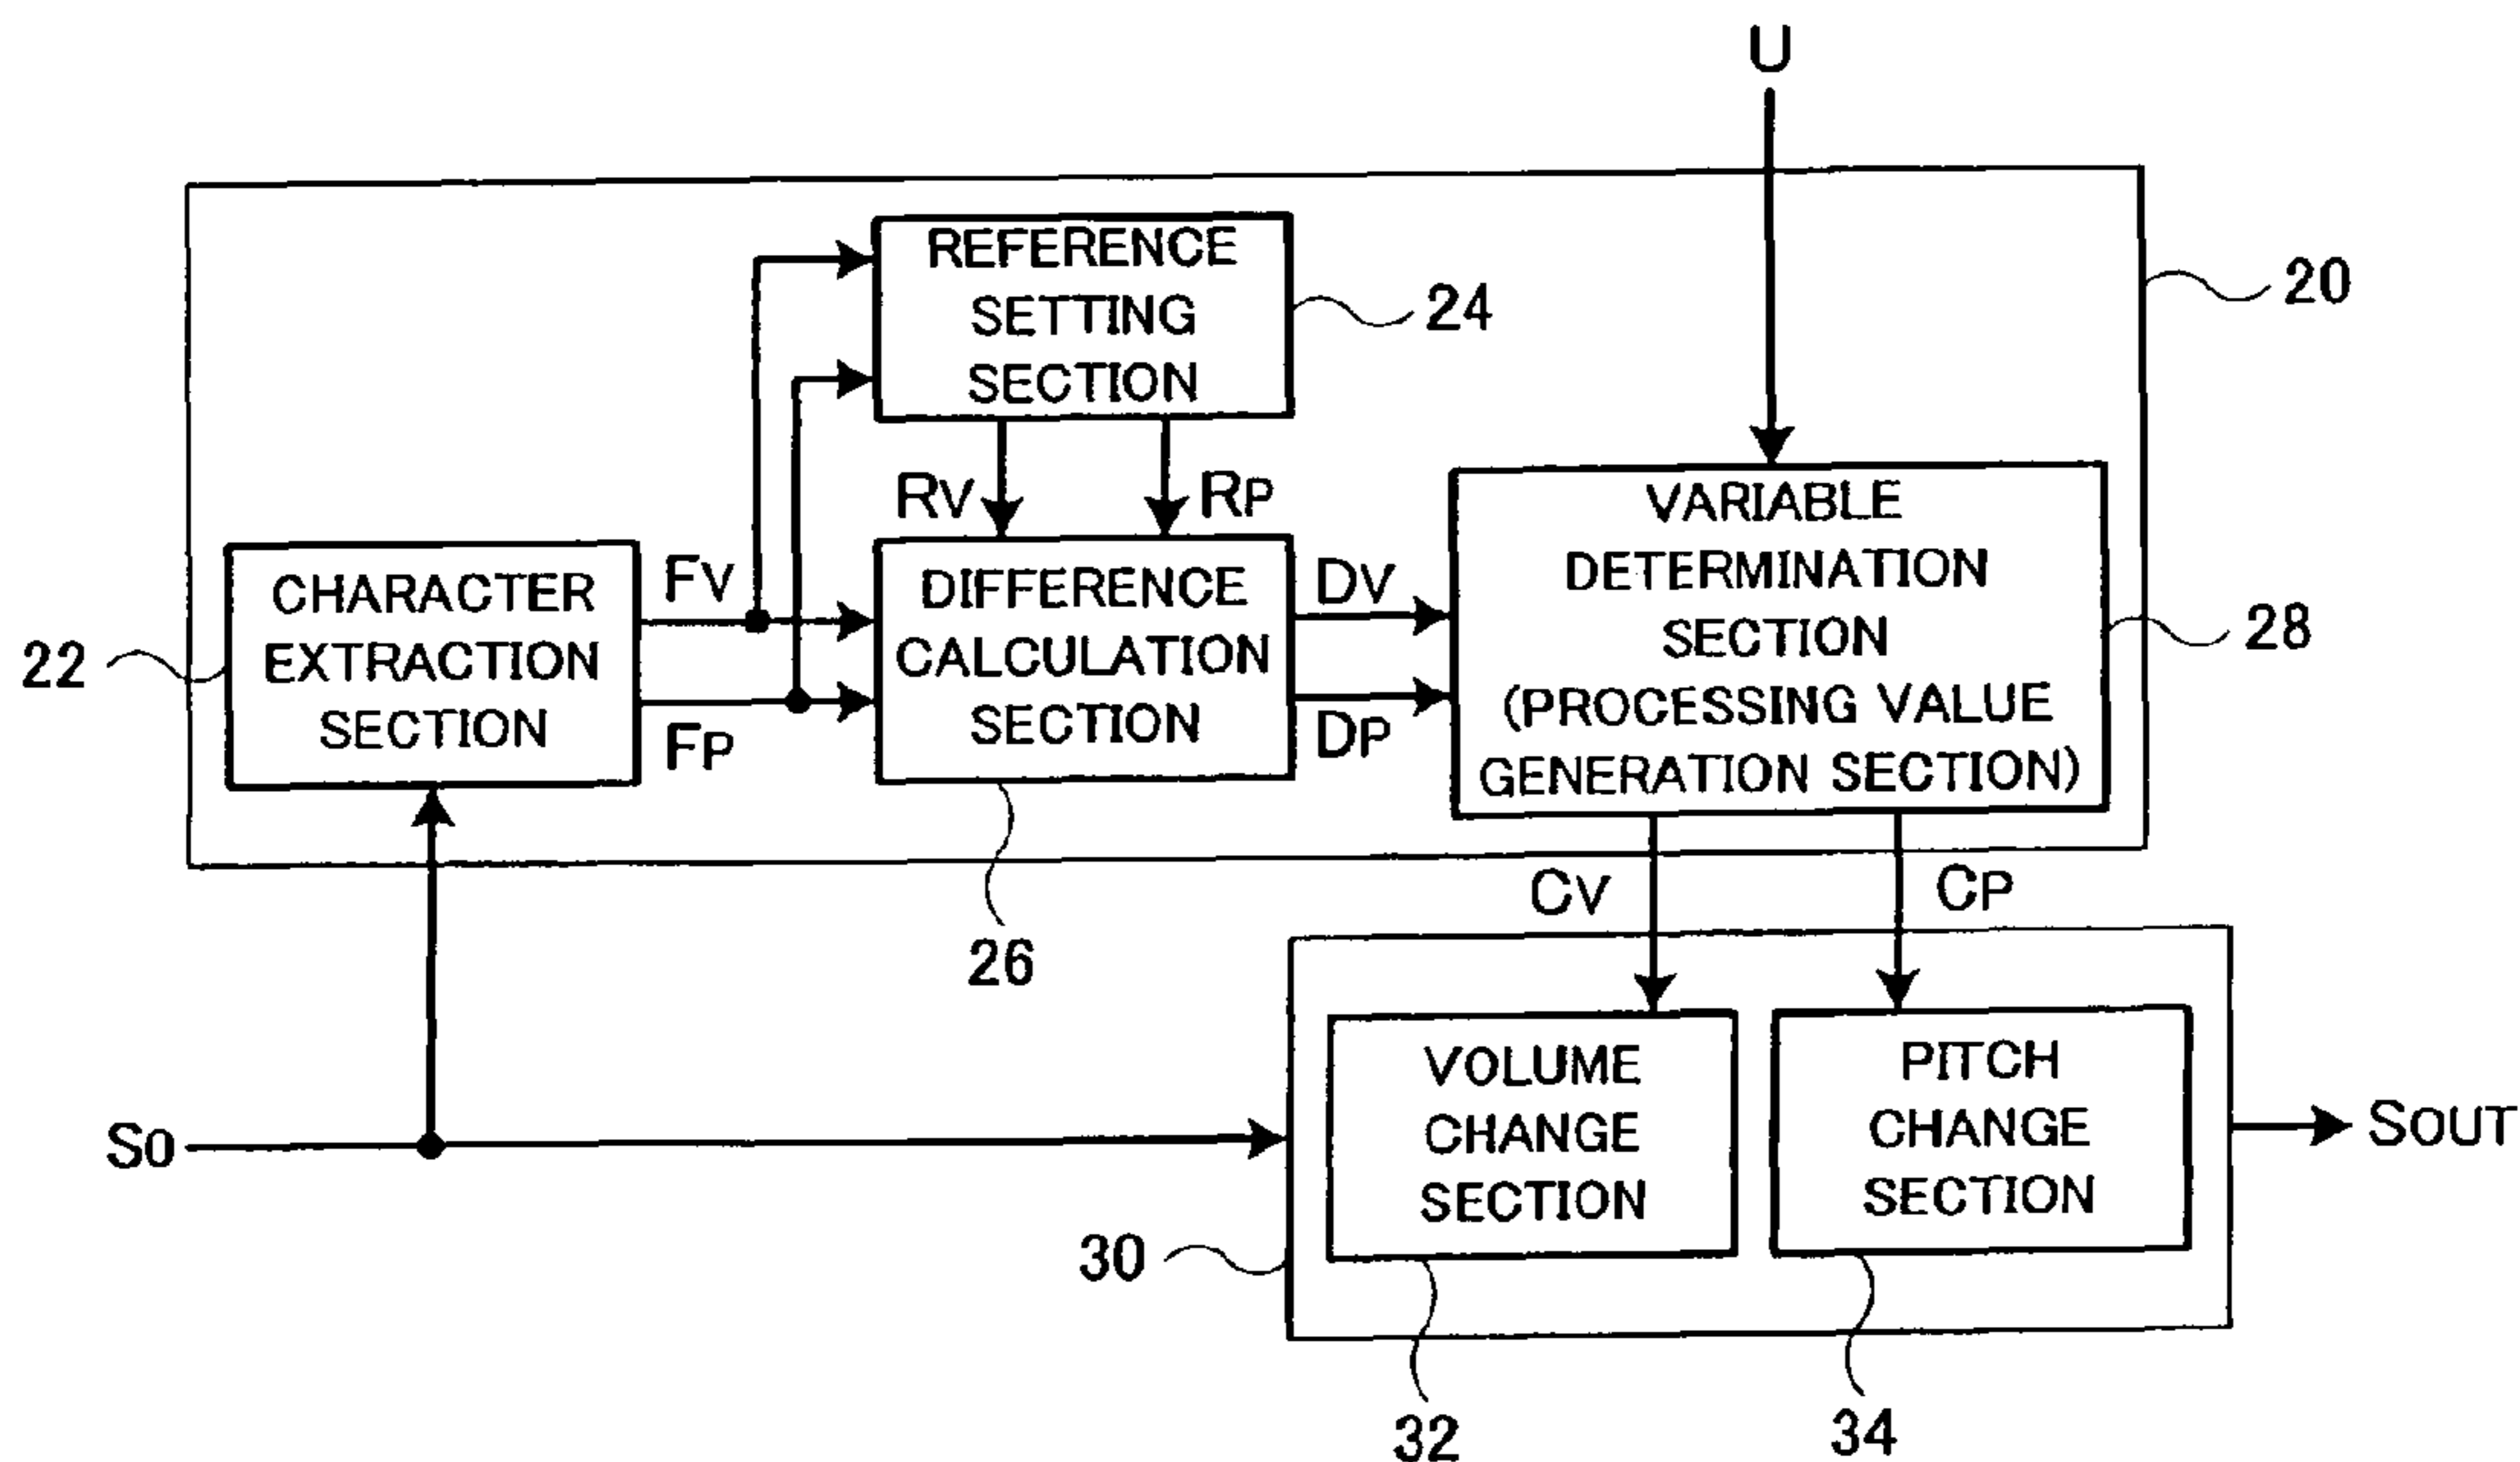 U
20
REFERENCE
SETTING
SECTION
24
RV
RP
CHARACTER
EXTRACTION
SECTION
22
FV
FP
DIFFERENCE
CALCULATION
SECTION
26
DV
DP
VARIABLE
DETERMINATION
SECTION
(PROCESSING VALUE
GENERATION SECTION)
28
CV
CP
S0
VOLUME
CHANGE
SECTION
PITCH
CHANGE
SECTION
SOUT
30
32
34